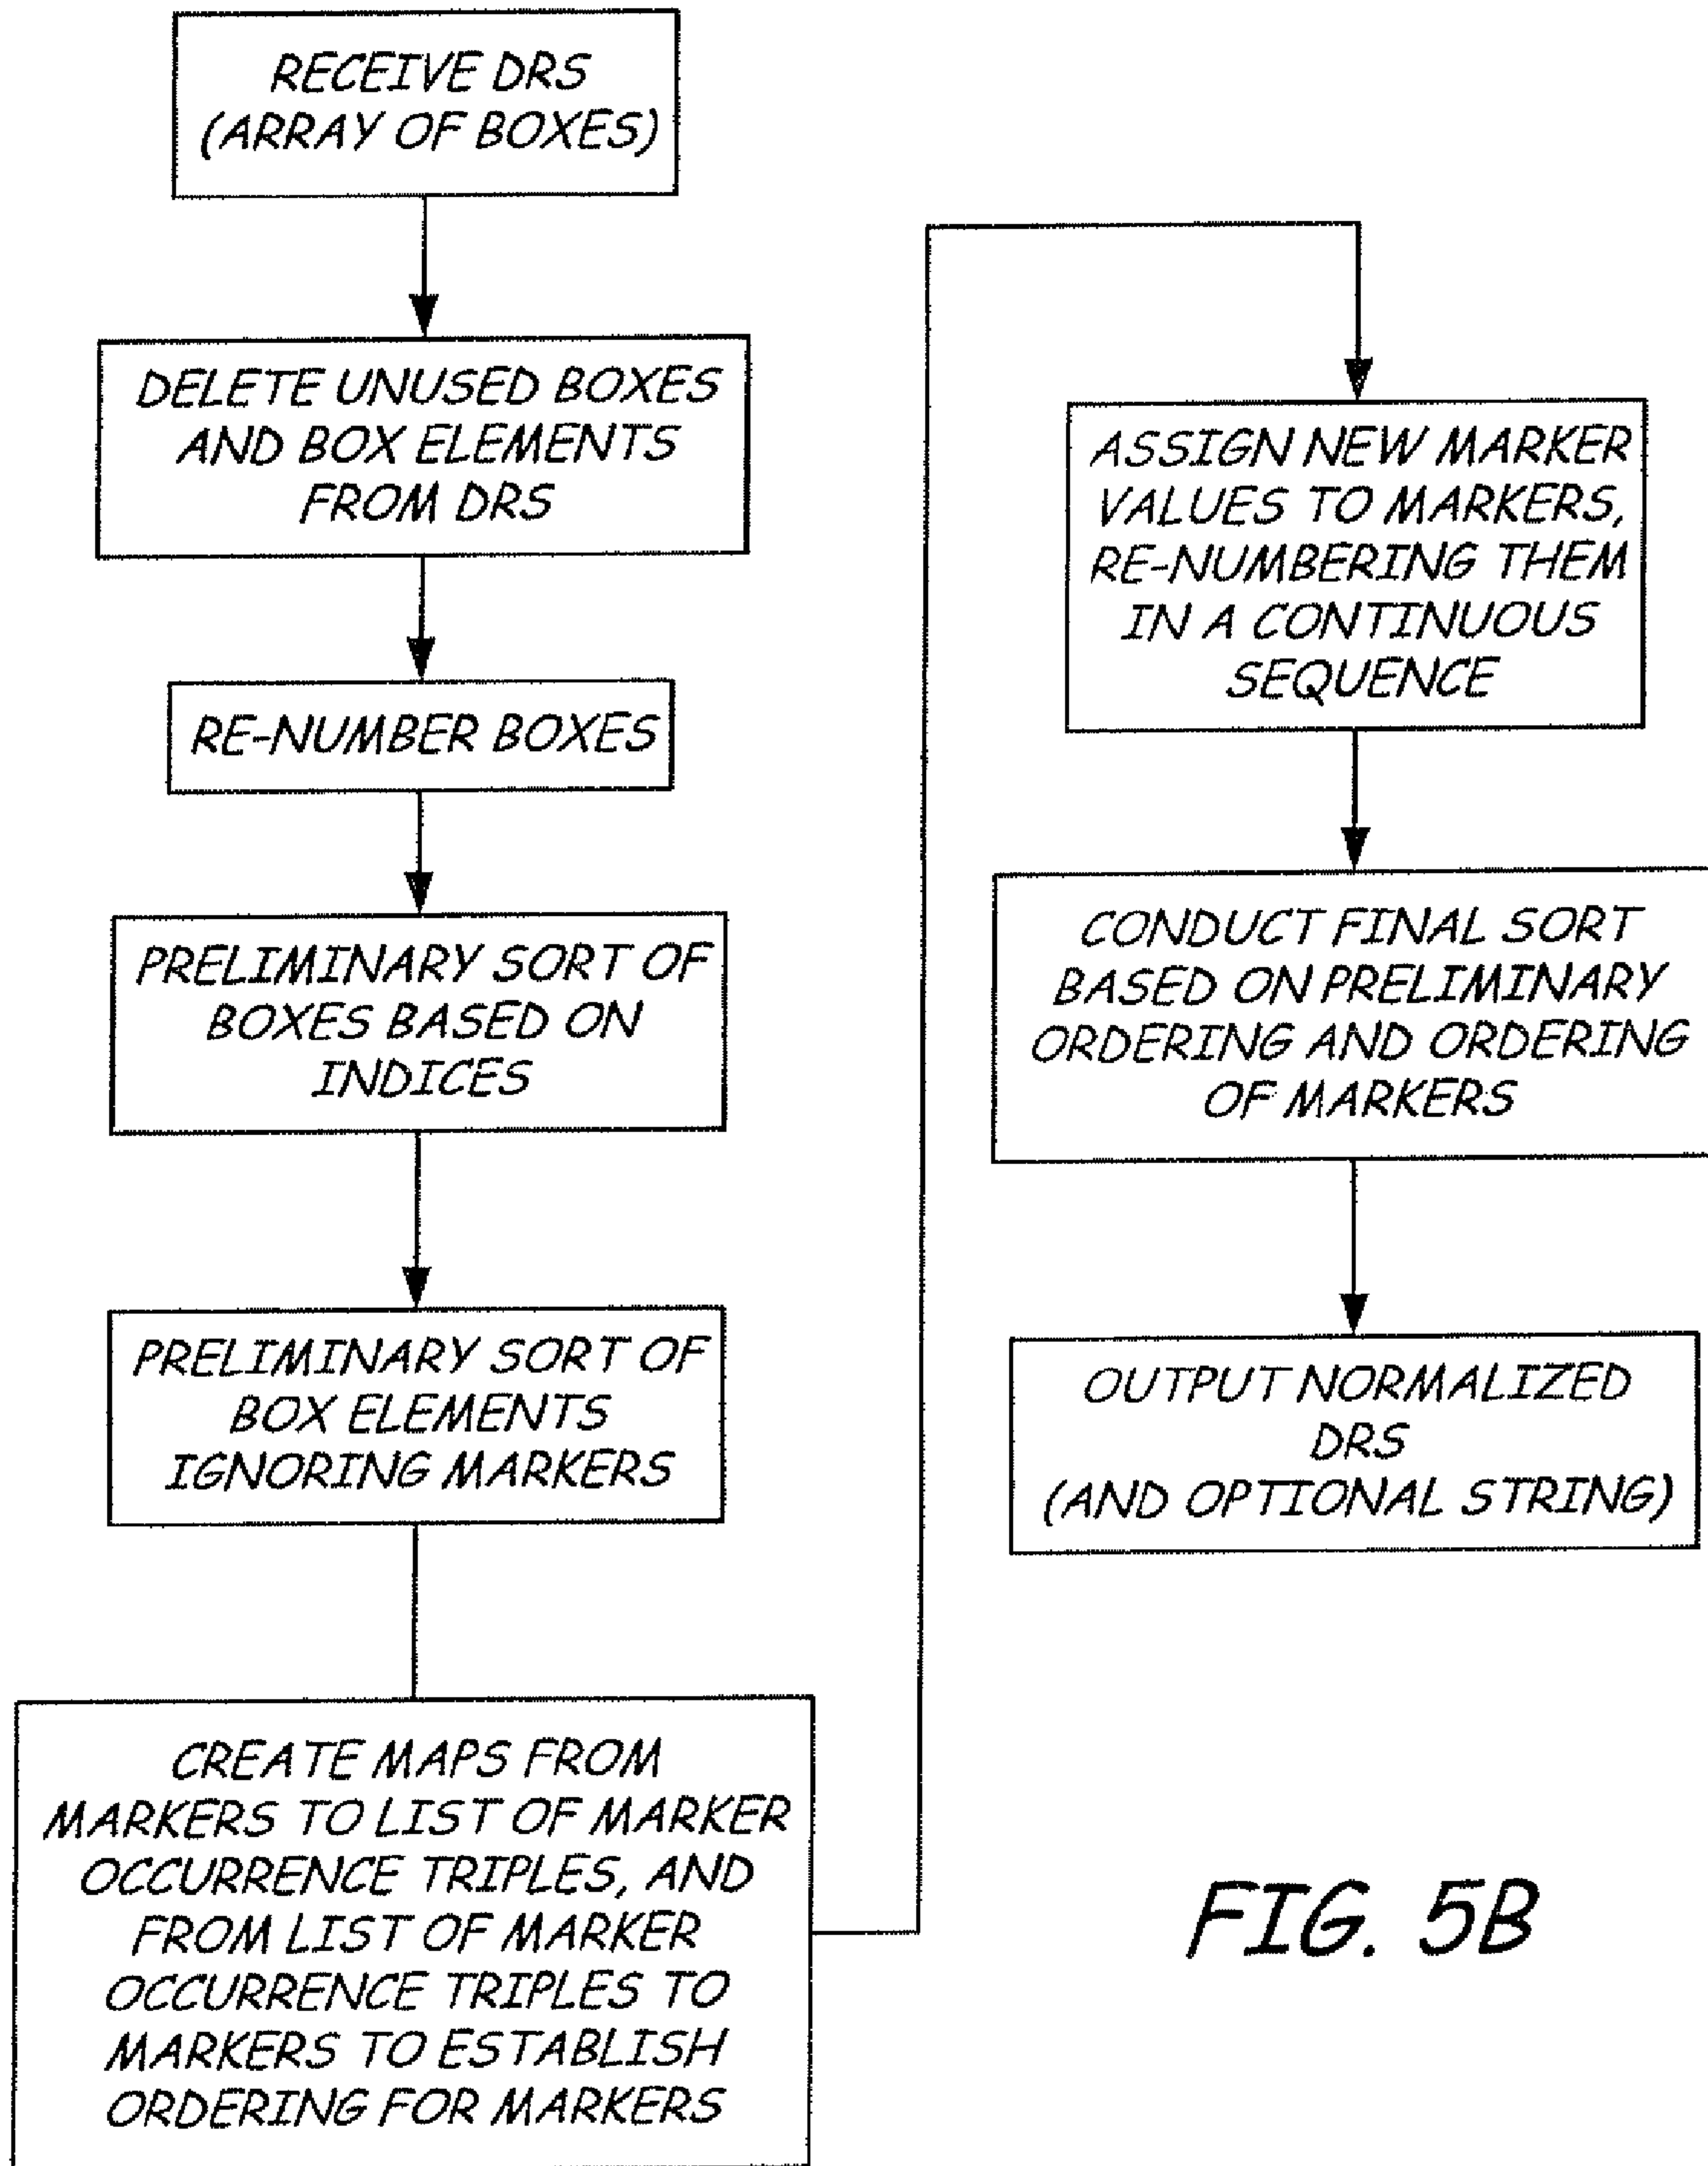 RECEIVE DRS
(ARRAY OF BOXES)
DELETE UNUSED BOXES
AND BOX ELEMENTS
FROM DRS
RE-NUMBER BOXES
PRELIMINARY SORT OF
BOXES BASED ON
INDICES
PRELIMINARY SORT OF
BOX ELEMENTS
IGNORING MARKERS
CREATE MAPS FROM
MARKERS TO LIST OF MARKER
OCCURRENCE TRIPLES, AND
FROM LIST OF MARKER
OCCURRENCE TRIPLES TO
MARKERS TO ESTABLISH
ORDERING FOR MARKERS
ASSIGN NEW MARKER
VALUES TO MARKERS,
RE-NUMBERING THEM
IN A CONTINUOUS
SEQUENCE
CONDUCT FINAL SORT
BASED ON PRELIMINARY
ORDERING AND ORDERING
OF MARKERS
OUTPUT NORMALIZED
DRS
(AND OPTIONAL STRING)
FIG. 5B